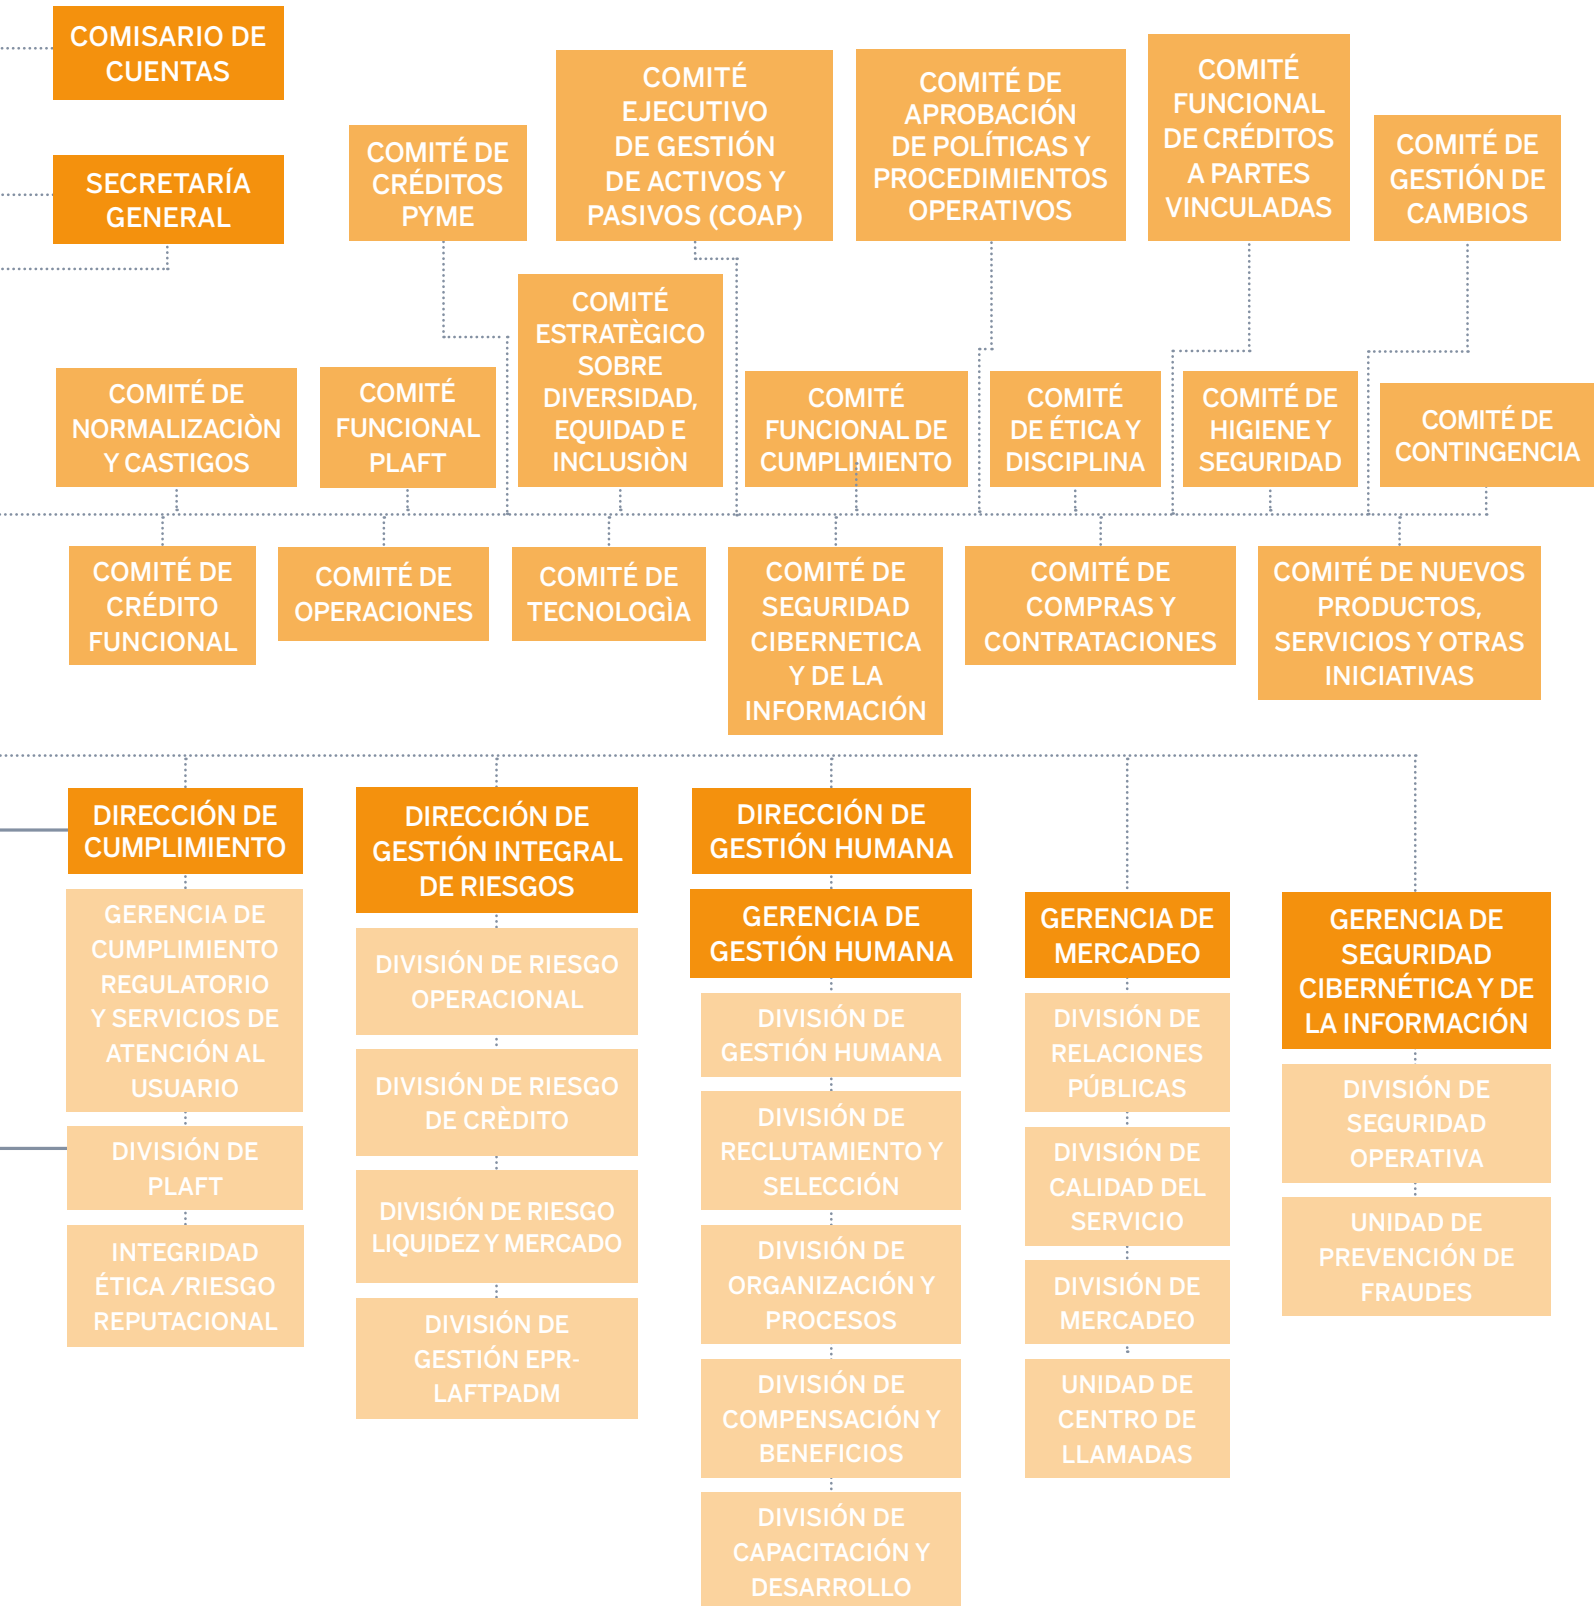 COMISARIO DE
CUENTAS
SECRETARÍA
GENERAL
COMITÉ DE
CRÉDITOS
PYME
COMITÉ
EJECUTIVO
DE GESTIÓN
DE ACTIVOS Y
PASIVOS (COAP)
COMITÉ DE
APROBACIÓN
DE POLÍTICAS Y
PROCEDIMIENTOS
OPERATIVOS
COMITÉ
FUNCIONAL
DE CRÉDITOS
A PARTES
VINCULADAS
COMITÉ DE
GESTIÓN DE
CAMBIOS
COMITÉ DE
NORMALIZACIÒN
Y CASTIGOS
COMITÉ
FUNCIONAL
PLAFT
COMITÉ
ESTRATÈGICO
SOBRE
DIVERSIDAD,
EQUIDAD E
INCLUSIÒN
COMITÉ
FUNCIONAL DE
CUMPLIMIENTO
COMITÉ
DE ÉTICA Y
DISCIPLINA
COMITÉ DE
HIGIENE Y
SEGURIDAD
COMITÉ DE
CONTINGENCIA
COMITÉ DE
CRÉDITO
FUNCIONAL
COMITÉ DE
OPERACIONES
COMITÉ DE
TECNOLOGÌA
COMITÉ DE
SEGURIDAD
CIBERNETICA
Y DE LA
INFORMACIÓN
COMITÉ DE
COMPRAS Y
CONTRATACIONES
COMITÉ DE NUEVOS
PRODUCTOS,
SERVICIOS Y OTRAS
INICIATIVAS
DIRECCIÓN DE
CUMPLIMIENTO
GERENCIA DE
CUMPLIMIENTO
REGULATORIO
Y SERVICIOS DE
ATENCIÓN AL
USUARIO
DIVISIÓN DE
PLAFT
INTEGRIDAD
ÉTICA /RIESGO
REPUTACIONAL
DIRECCIÓN DE
GESTIÓN INTEGRAL
DE RIESGOS
DIVISIÓN DE RIESGO
OPERACIONAL
DIVISIÓN DE RIESGO
DE CRÈDITO
DIVISIÓN DE RIESGO
LIQUIDEZ Y MERCADO
DIVISIÓN DE
GESTIÓN EPR-
LAFTPADM
DIRECCIÓN DE
GESTIÓN HUMANA
GERENCIA DE
GESTIÓN HUMANA
DIVISIÓN DE
GESTIÓN HUMANA
DIVISIÓN DE
RECLUTAMIENTO Y
SELECCIÓN
DIVISIÓN DE
ORGANIZACIÓN Y
PROCESOS
DIVISIÓN DE
COMPENSACIÓN Y
BENEFICIOS
DIVISIÓN DE
CAPACITACIÓN Y
DESARROLLO
GERENCIA DE
MERCADEO
DIVISIÓN DE
RELACIONES
PÚBLICAS
DIVISIÓN DE
CALIDAD DEL
SERVICIO
DIVISIÓN DE
MERCADEO
UNIDAD DE
CENTRO DE
LLAMADAS
GERENCIA DE
SEGURIDAD
CIBERNÉTICA Y DE
LA INFORMACIÓN
DIVISIÓN DE
SEGURIDAD
OPERATIVA
UNIDAD DE
PREVENCIÓN DE
FRAUDES